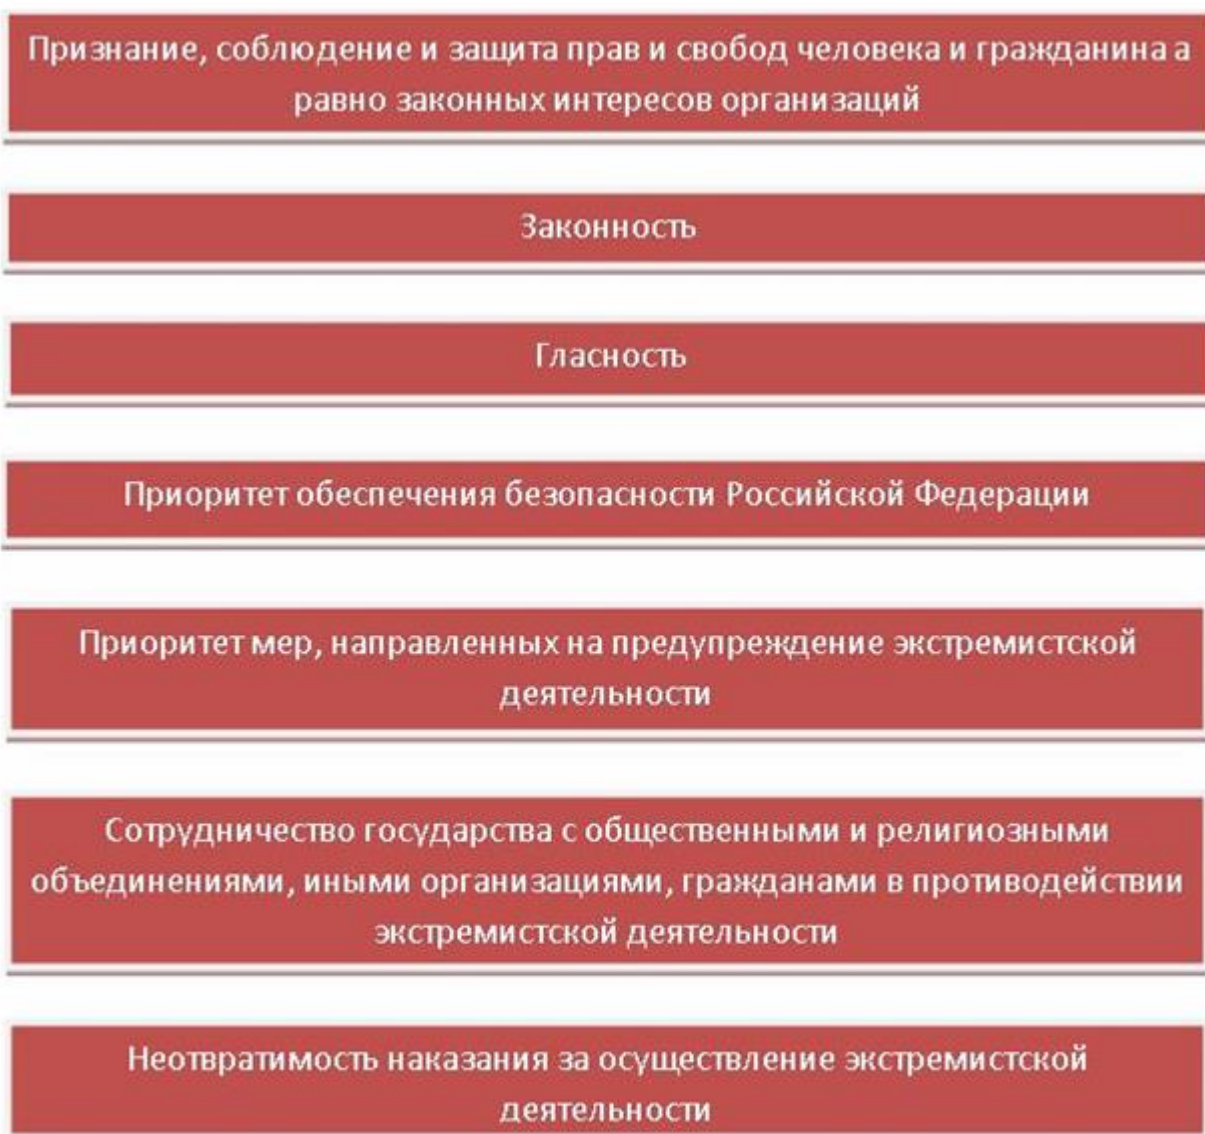 Признание, соблюдение и защита прав и свобод человека и гражданина а
равно законных интересов организаций
Законность
Гласность
Приоритет обеспечения безопасности Российской Федерации
Приоритет мер, направленных на предупреждение экстремистской
деятельности
Сотрудничество государства с общественными и религиозными
объединениями, иными организациями, гражданами в противодействии
экстремистской деятельности
Неотвратимость наказания за осуществление экстремистской
деятельности